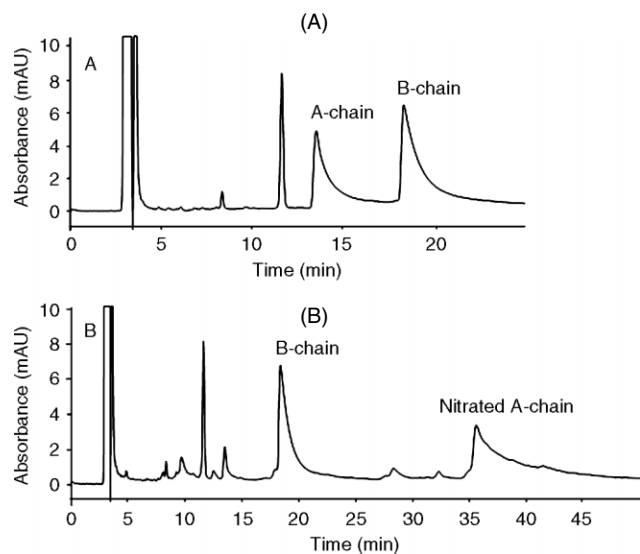 (A)
A
Absorbance (mAU)
10
8
6
4
2
0
A-chain
B-chain
0 5 10 15 20
Time (min)
(B)
B
Absorbance (mAU)
10
8
6
4
2
0
B-chain
Nitrated A-chain
0 5 10 15 20 25 30 35 40 45
Time (min)